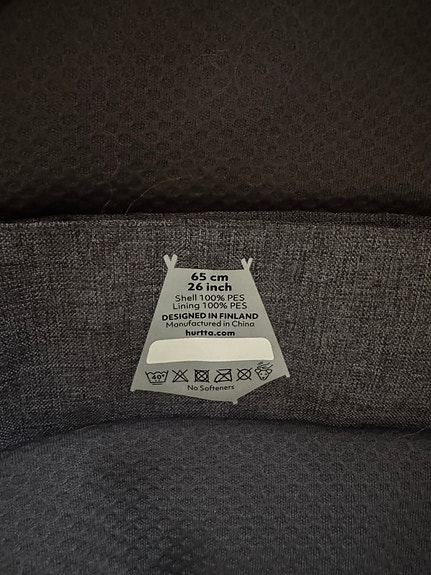 65 cm
26 inch
Shell 100% PES
Lining 100% PES
DESIGNED IN FINLAND
Manufactured in China
hurtta.com
40°
No Softeners